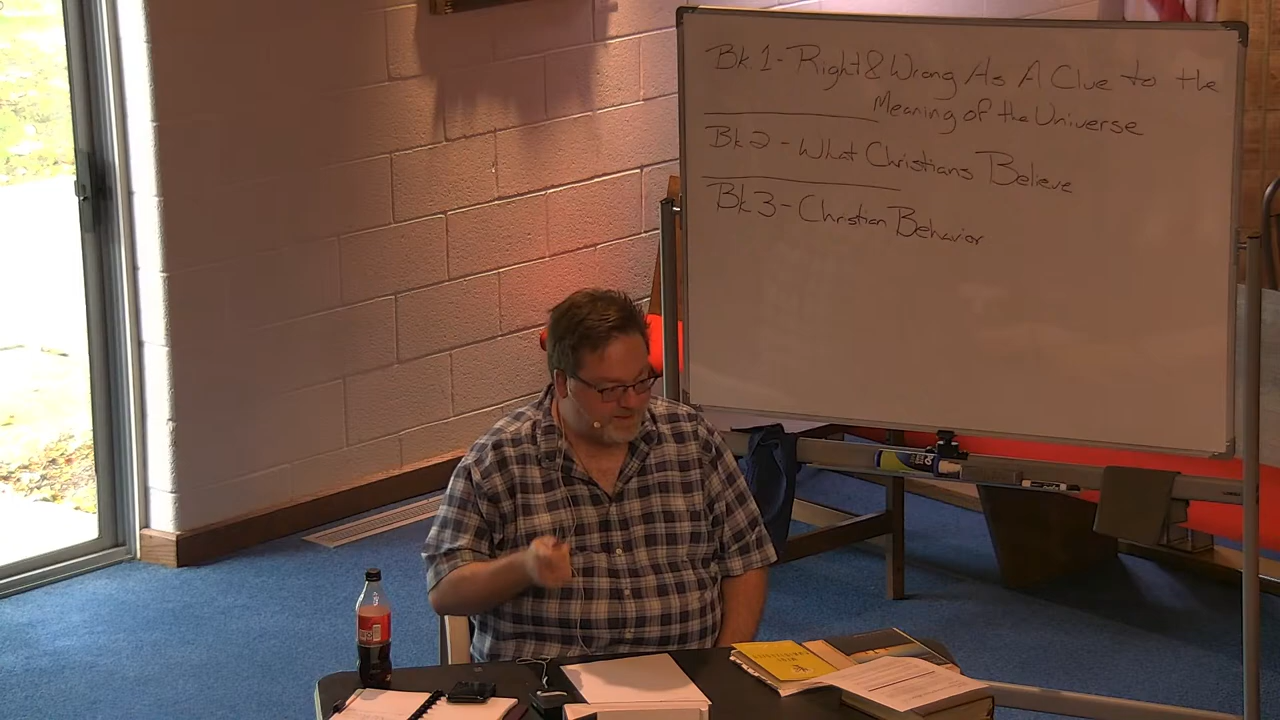 Bk. 1 - Right & Wrong As A Clue to the
Meaning of the Universe
Bk 2 - What Christians Believe
Bk 3 - Christian Behavior